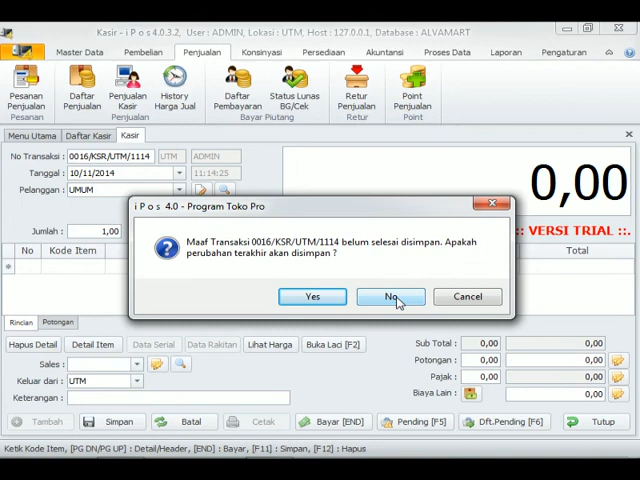 Kasir - i P o s 4.0.3.2, User : ADMIN, Lokasi : UTM, Host : 127.0.0.1, Database : ALVAMART
Master Data Pembelian Penjualan Konsinyasi Persediaan Akuntansi Proses Data Laporan Pengaturan
Pesanan Penjualan
Daftar Penjualan
Penjualan Kasir
History Harga Jual
Daftar Pembayaran
Status Lunas BG/Cek
Retur Penjualan
Point Penjualan
Pesanan Penjualan Bayar Piutang Retur Point
Menu Utama Daftar Kasir Kasir
No Transaksi : 0016/KSR/UTM/1114 UTM ADMIN
Tanggal : 10/11/2014 11:14:25
Pelanggan : UMUM
0,00
Jumlah : 1,00
:: VERSI TRIAL. ::
No Kode Item Total
i P o s 4.0 - Program Toko Pro
Maaf Transaksi 0016/KSR/UTM/1114 belum selesai disimpan. Apakah
perubahan terakhir akan disimpan ?
Yes No Cancel
Rincian Potongan
Hapus Detail Detail Item Data Serial Data Rakitan Lihat Harga Buka Laci [F2]
Sub Total : 0,00 0,00
Sales :
Potongan : 0,00 0,00
Keluar dari : UTM
Pajak : 0,00 0,00
Keterangan :
Biaya Lain : 0,00
Tambah Simpan Batal Cetak Bayar [END] Pending [F5] Dft.Pending [F6] Tutup
Ketik Kode Item, [PG DN/PG UP] : Detail/Header, [END] : Bayar, [F11] : Simpan, [F12] : Hapus